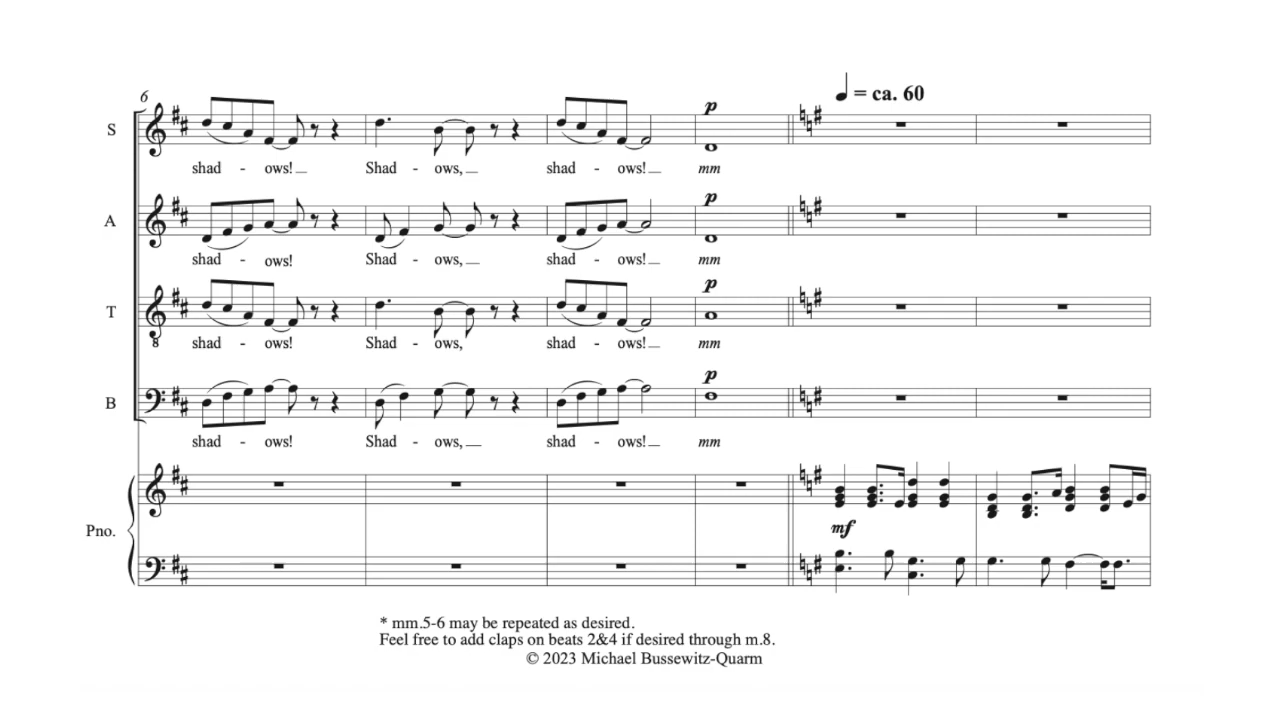 6
♩ = ca. 60
S
p
shad - ows! Shad - ows, shad - ows! mm
A
p
shad - ows! Shad - ows, shad - ows! mm
T
p
8
shad - ows! Shad - ows, shad - ows! mm
B
p
shad - ows! Shad - ows, shad - ows! mm
Pno.
mf
* mm.5-6 may be repeated as desired.
Feel free to add claps on beats 2&4 if desired through m.8.
© 2023 Michael Bussewitz-Quarm